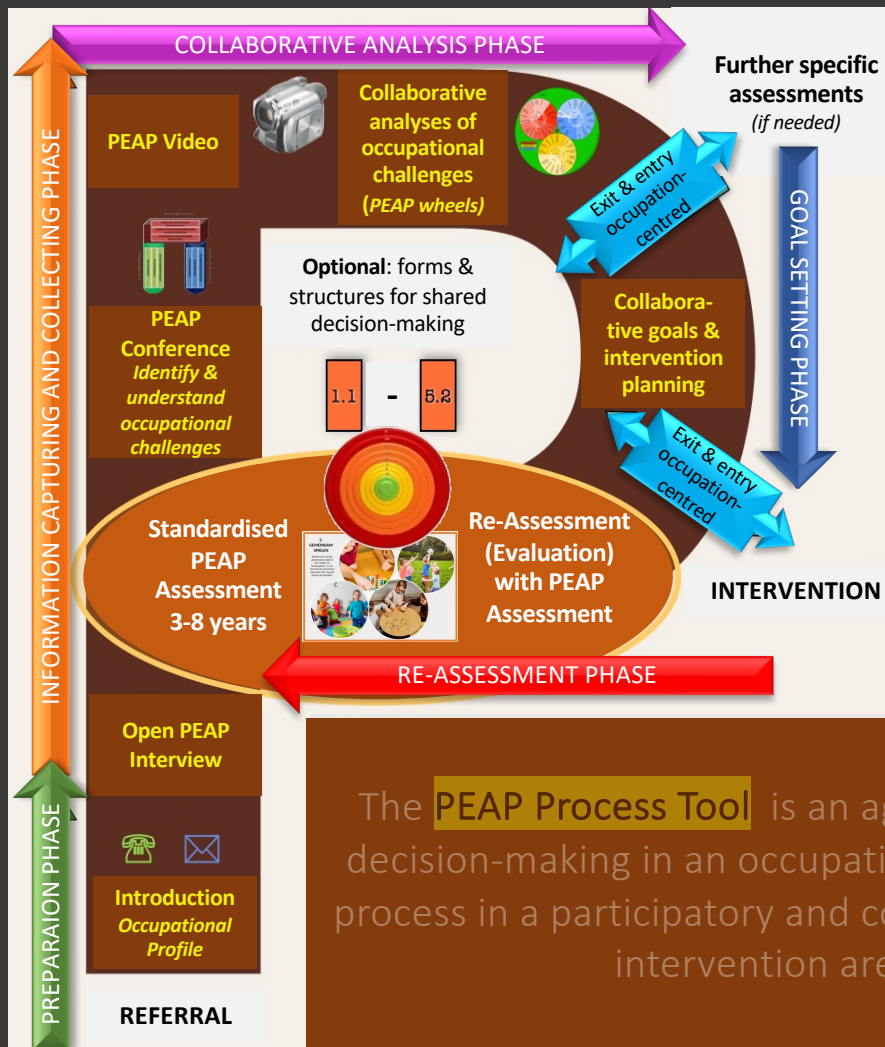 COLLABORATIVE ANALYSIS PHASE
Further specific
assessments
(if needed)
PEAP Video
Collaborative
analyses of
occupational
challenges
(PEAP wheels)
Exit & entry
occupation-
centred
INFORMATION CAPTURING AND COLLECTING PHASE
GOAL SETTING PHASE
Optional: forms &
structures for shared
decision-making
PEAP
Conference
Identify &
understand
occupational
challenges
Collabora-
tive goals &
intervention
planning
1.1 - 5.2
Exit & entry
occupation-
centred
Standardised
PEAP
Assessment
3-8 years
GEMEINSAM
SPIELEN
Re-Assessment
(Evaluation)
with PEAP
Assessment
INTERVENTION
RE-ASSESSMENT PHASE
Open PEAP
Interview
PREPARAION PHASE
Introduction
Occupational
Profile
REFERRAL
The PEAP Process Tool is an ag
decision-making in an occupati
process in a participatory and co
intervention are